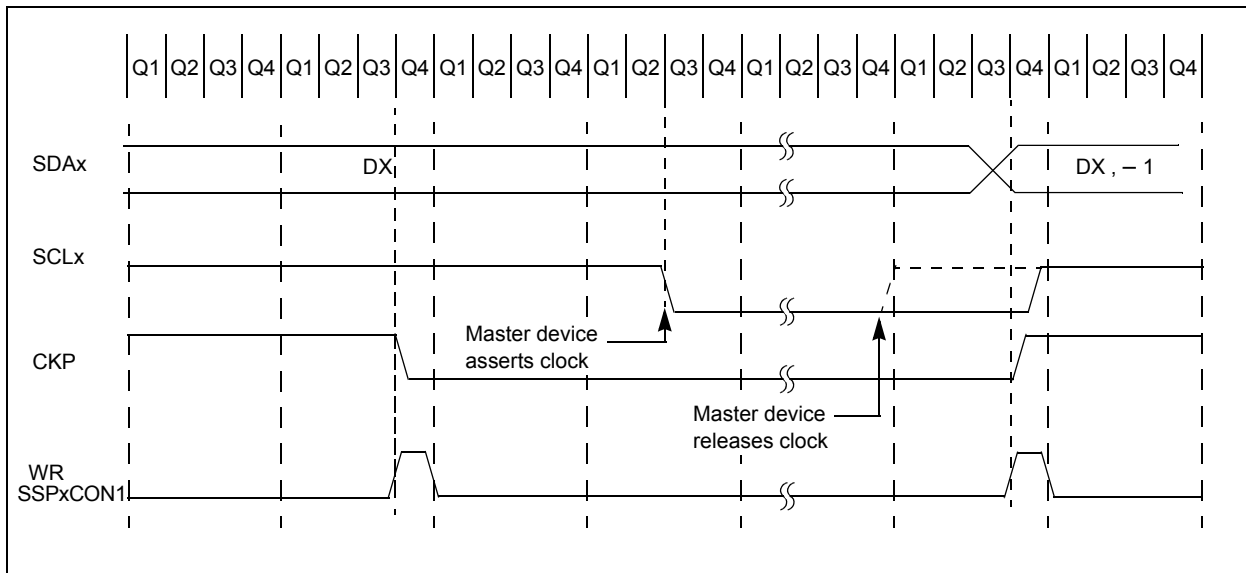 Q1 Q2 Q3 Q4 Q1 Q2 Q3 Q4 Q1 Q2 Q3 Q4 Q1 Q2 Q3 Q4 Q1 Q2 Q3 Q4 Q1 Q2 Q3 Q4 Q1 Q2 Q3 Q4
SDAx
DX
DX , – 1
SCLx
Master device
asserts clock
CKP
Master device
releases clock
WR
SSPxCON1